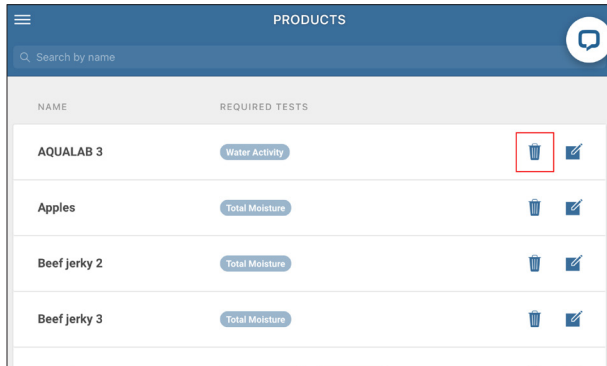 PRODUCTS
Search by name
NAME REQUIRED TESTS
AQUALAB 3 Water Activity
Apples Total Moisture
Beef jerky 2 Total Moisture
Beef jerky 3 Total Moisture